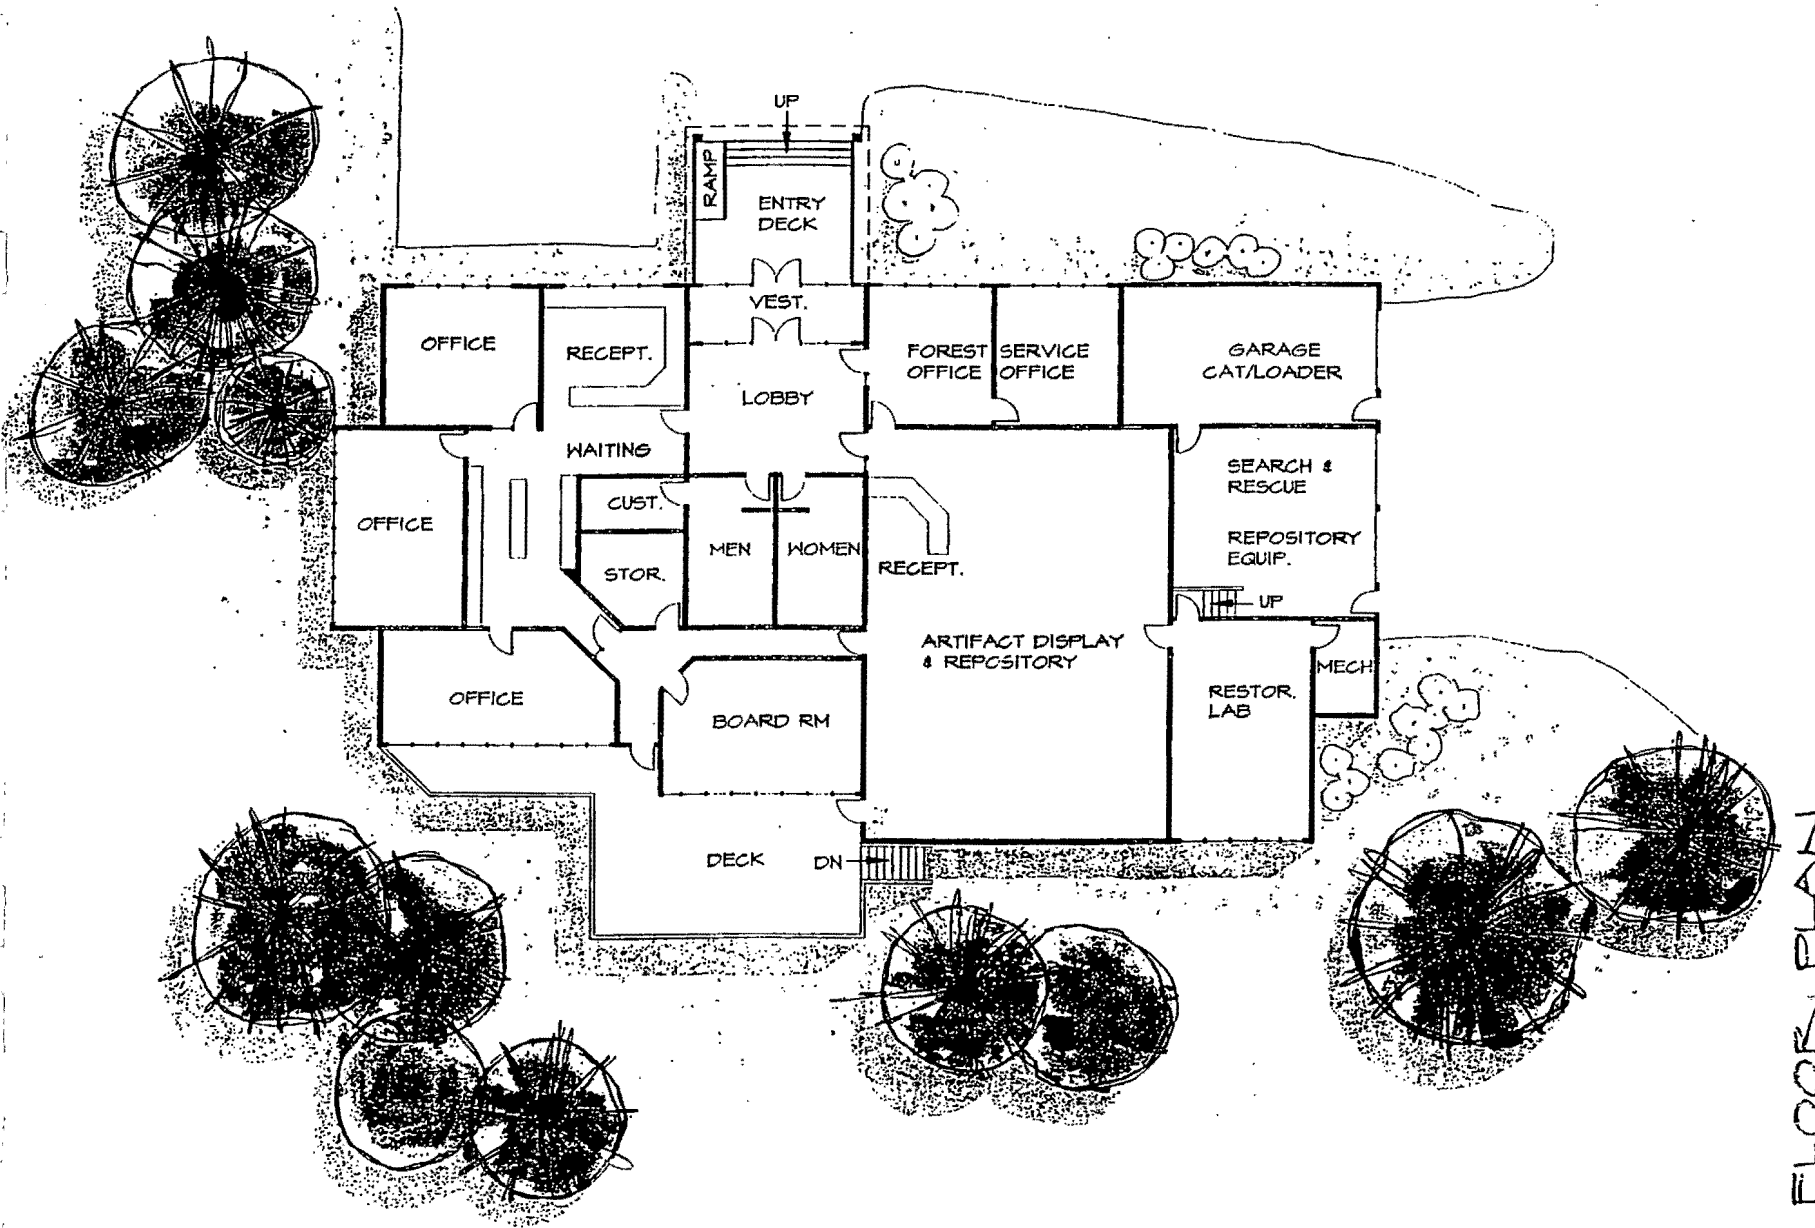 UP
RAMP
ENTRY
DECK
VEST.
OFFICE
RECEPT.
LOBBY
FOREST
OFFICE
SERVICE
OFFICE
GARAGE
CAT/LOADER
WAITING
OFFICE
CUST.
STOR.
MEN
WOMEN
RECEPT.
SEARCH &
RESCUE
REPOSITORY
EQUIP.
UP
ARTIFACT DISPLAY
& REPOSITORY
MECH
OFFICE
BOARD RM
RESTOR.
LAB
DECK
DN
FLOOR PLAN